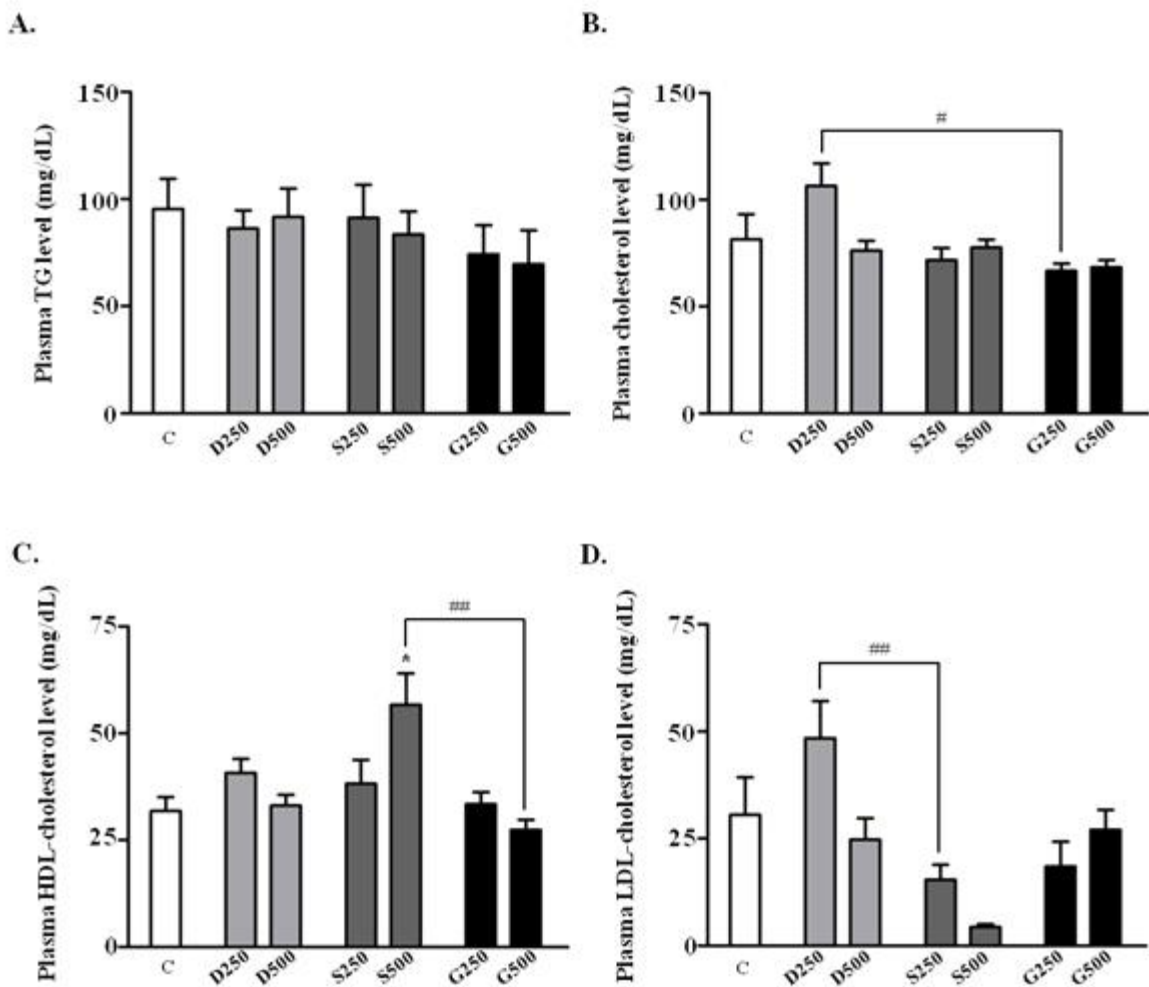 A.
Plasma TG level (mg/dL)
150
100
50
0
C
D250
D500
S250
S500
G250
G500
B.
Plasma cholesterol level (mg/dL)
150
100
50
0
#
C
D250
D500
S250
S500
G250
G500
C.
Plasma HDL-cholesterol level (mg/dL)
75
50
25
0
##
*
C
D250
D500
S250
S500
G250
G500
D.
Plasma LDL-cholesterol level (mg/dL)
75
50
25
0
##
C
D250
D500
S250
S500
G250
G500